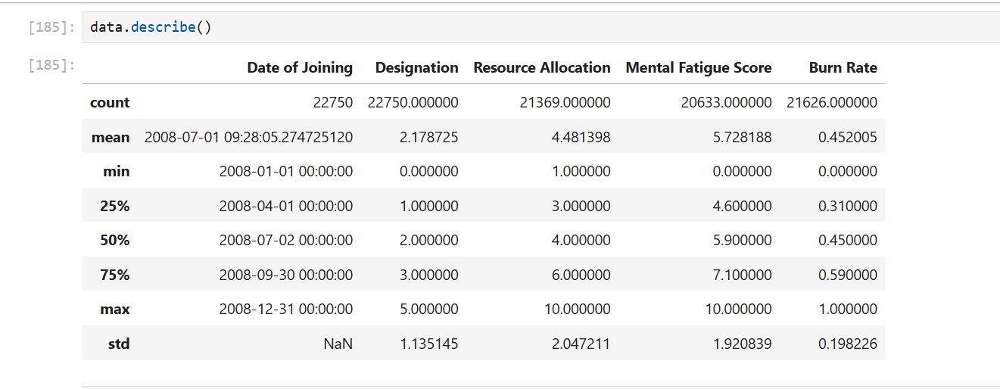 [185]: data.describe()
[185]:
Date of Joining Designation Resource Allocation Mental Fatigue Score Burn Rate
count 22750 22750.000000 21369.000000 20633.000000 21626.000000
mean 2008-07-01 09:28:05.274725120 2.178725 4.481398 5.728188 0.452005
min 2008-01-01 00:00:00 0.000000 1.000000 0.000000 0.000000
25% 2008-04-01 00:00:00 1.000000 3.000000 4.600000 0.310000
50% 2008-07-02 00:00:00 2.000000 4.000000 5.900000 0.450000
75% 2008-09-30 00:00:00 3.000000 6.000000 7.100000 0.590000
max 2008-12-31 00:00:00 5.000000 10.000000 10.000000 1.000000
std NaN 1.135145 2.047211 1.920839 0.198226